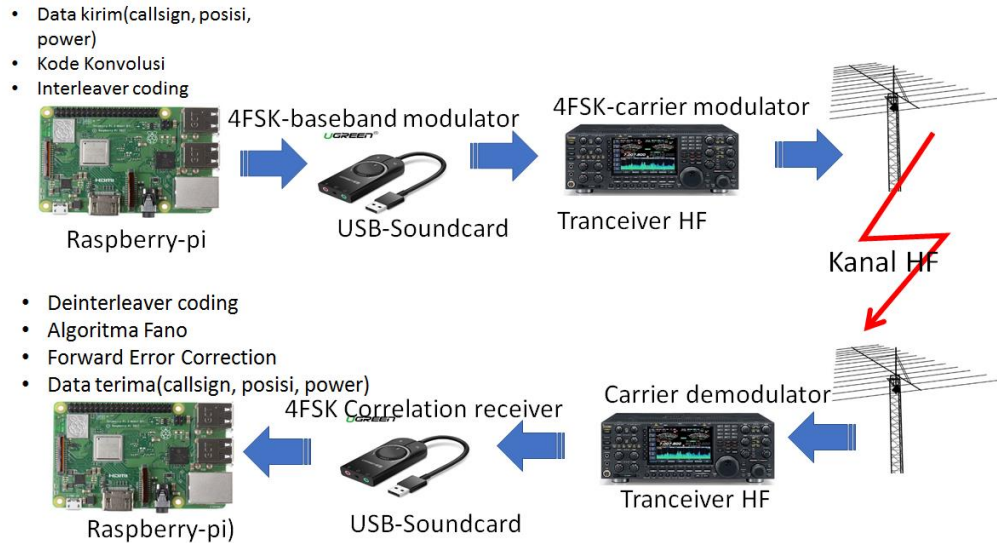 • Data kirim(callsign, posisi,
power)
• Kode Konvolusi
• Interleaver coding
4FSK-baseband modulator
4FSK-carrier modulator
UGREEN
HDMI
Raspberry-pi
USB-Soundcard
Tranceiver HF
Kanal HF
• Deinterleaver coding
• Algoritma Fano
• Forward Error Correction
• Data terima(callsign, posisi, power)
4FSK Correlation receiver
Carrier demodulator
UGREEN
HDMI
Raspberry-pi)
USB-Soundcard
Tranceiver HF